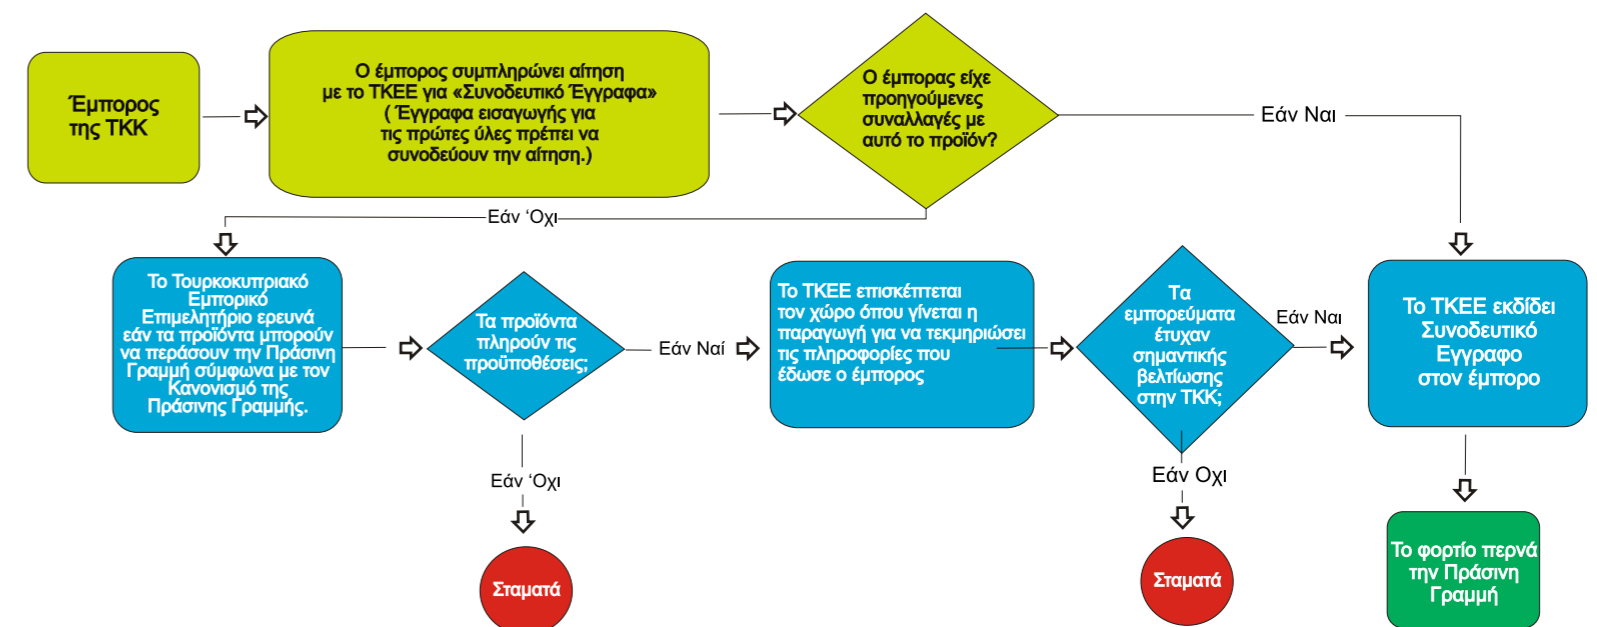 Έμπορος
της ΤΚΚ
Ο έμπορος συμπληρώνει αίτηση
με το ΤΚΕΕ για «Συνοδευτικό Έγγραφα»
( Έγγραφα εισαγωγής για
τις πρώτες ύλες πρέπει να
συνοδεύουν την αίτηση.)
Ο έμπορας είχε
προηγούμενες
συναλλαγές με
αυτό το προϊόν?
Εάν Ναι
Εάν ‘Οχι
Το Τουρκοκυπριακό
Εμπορικό
Επιμελητήριο ερευνά
εάν τα προϊόντα μπορούν
να περάσουν την Πράσινη
Γραμμή σύμφωνα με τον
Κανονισμό της
Πράσινης Γραμμής.
Τα προϊόντα
πληρούν τις
προϋποθέσεις;
Εάν Ναί
Το ΤΚΕΕ επισκέπτεται
τον χώρο όπου γίνεται η
παραγωγή για να τεκμηριώσει
τις πληροφορίες που
έδωσε ο έμπορος
Τα
εμπορεύματα
έτυχαν
σημαντικής
βελτίωσης
στην ΤΚΚ;
Εάν Ναι
Το ΤΚΕΕ εκδίδει
Συνοδευτικό
Εγγραφο
στον έμπορο
Εάν ‘Οχι
Εάν Οχι
Σταματά
Σταματά
Το φορτίο περνά
την Πράσινη
Γραμμή